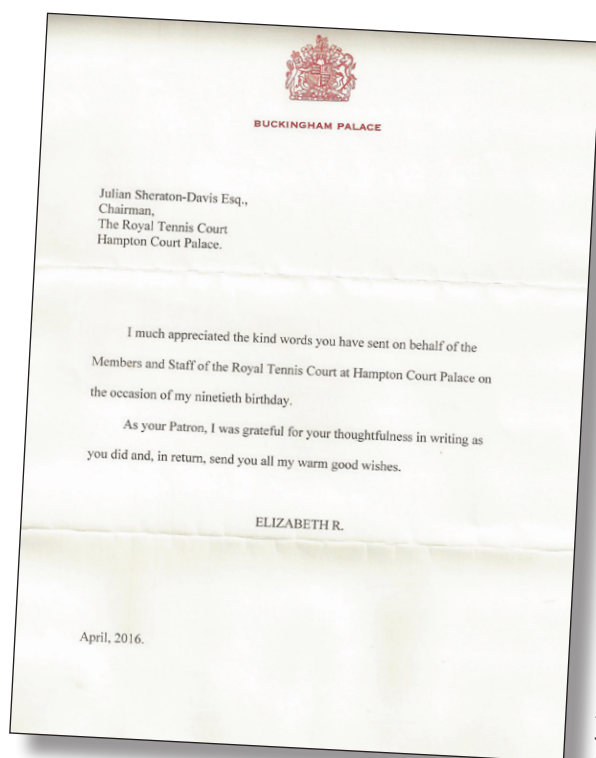 BUCKINGHAM PALACE
Julian Sheraton-Davis Esq.,
Chairman,
The Royal Tennis Court
Hampton Court Palace.
I much appreciated the kind words you have sent on behalf of the
Members and Staff of the Royal Tennis Court at Hampton Court Palace on
the occasion of my ninetieth birthday.
As your Patron, I was grateful for your thoughtfulness in writing as
you did and, in return, send you all my warm good wishes.
ELIZABETH R.
April, 2016.